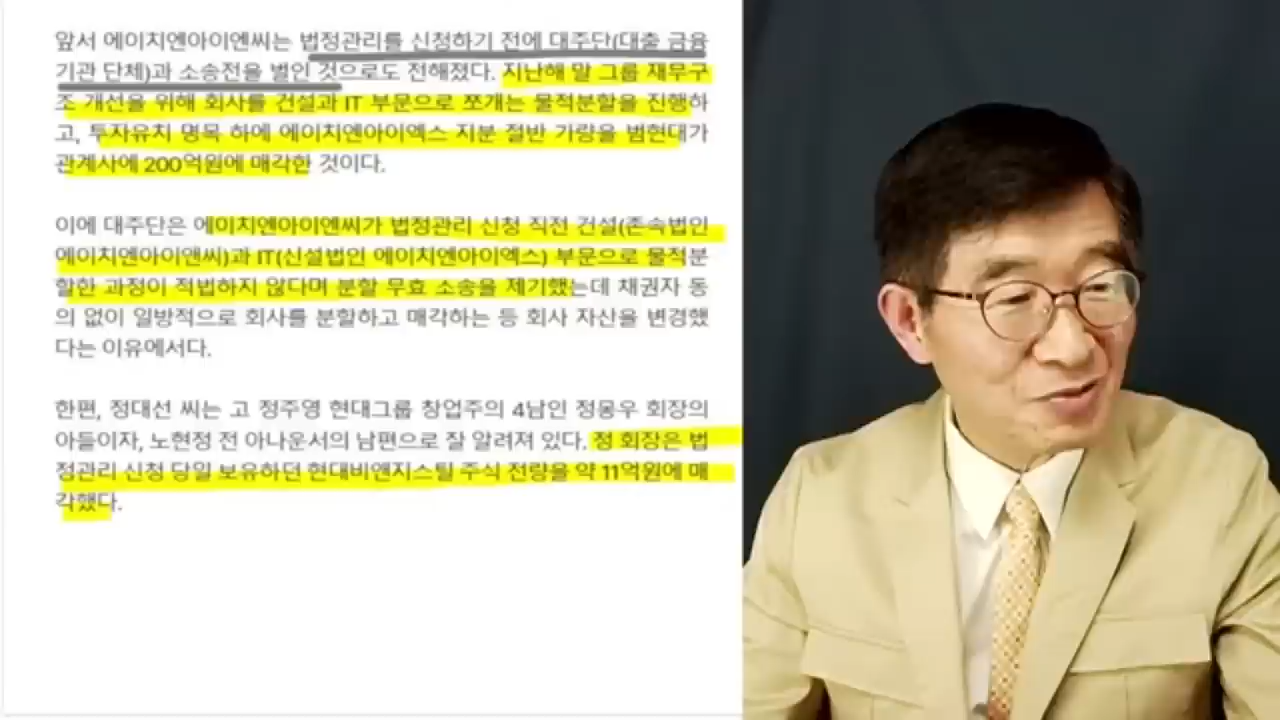 앞서 에이치엔아이엔씨는 법정관리를 신청하기 전에 대주단(대출 금융
기관 단체)과 소송전을 벌인 것으로도 전해졌다. 지난해 말 그룹 재무구
조 개선을 위해 회사를 건설과 IT 부문으로 쪼개는 물적분할을 진행하
고, 투자유치 명목 하에 에이치엔아이엑스 지분 절반 가량을 범현대가
관계사에 200억원에 매각한 것이다.
이에 대주단은 에이치엔아이엔씨가 법정관리 신청 직전 건설(존속법인
에이치엔아이앤씨)과 IT(신설법인 에이치엔아이엑스) 부문으로 물적분
할한 과정이 적법하지 않다며 분할 무효 소송을 제기했는데 채권자 동
의 없이 일방적으로 회사를 분할하고 매각하는 등 회사 자산을 변경했
다는 이유에서다.
한편, 정대선 씨는 고 정주영 현대그룹 창업주의 4남인 정몽우 회장의
아들이자, 노현정 전 아나운서의 남편으로 잘 알려져 있다. 정 회장은 법
정관리 신청 당일 보유하던 현대비앤지스틸 주식 전량을 약 11억원에 매
각했다.